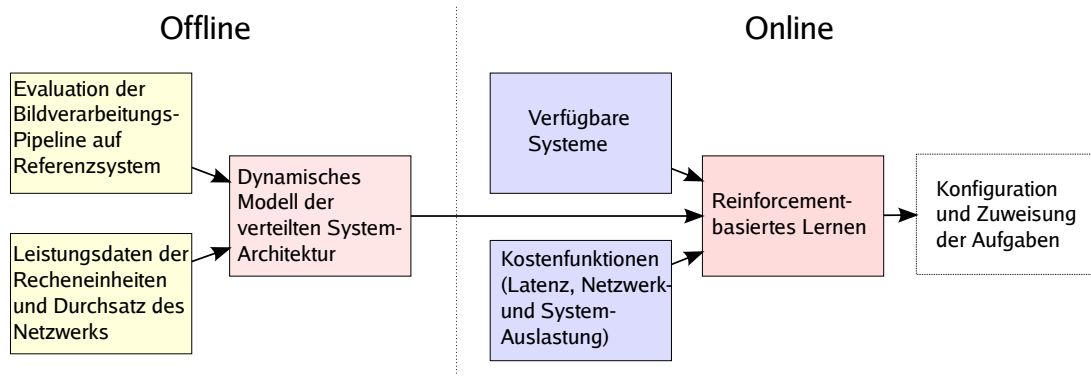 Offline
Online
Evaluation der
Bildverarbeitungs-
Pipeline auf
Referenzsystem
Leistungsdaten der
Recheneinheiten
und Durchsatz des
Netzwerks
Dynamisches
Modell der
verteilten System-
Architektur
Verfügbare
Systeme
Kostenfunktionen
(Latenz, Netzwerk-
und System-
Auslastung)
Reinforcement-
basiertes Lernen
Konfiguration
und Zuweisung
der Aufgaben